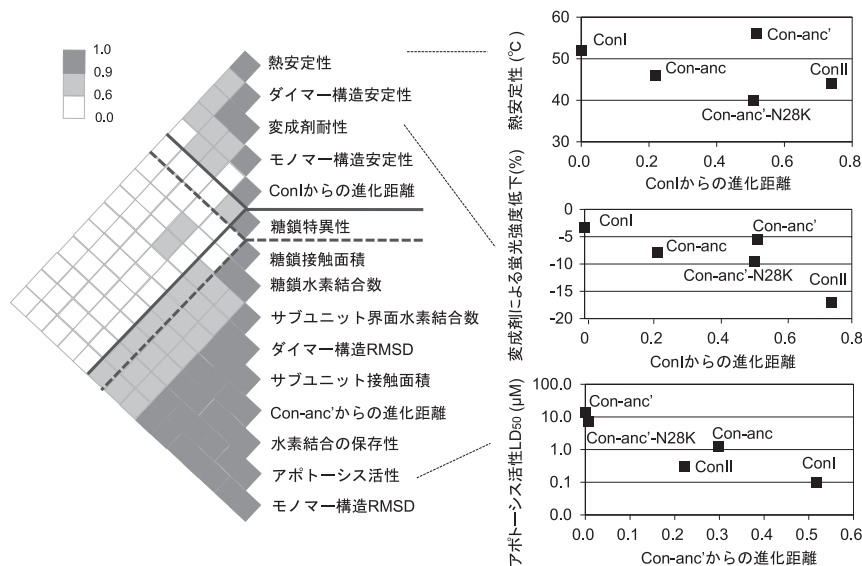 1.0
0.9
0.6
0.0
熱安定性
ダイマー構造安定性
変成剤耐性
モノマー構造安定性
ConIからの進化距離
糖鎖特異性
糖鎖接触面積
糖鎖水素結合数
サブユニット界面水素結合数
ダイマー構造RMSD
サブユニット接触面積
Con-anc'からの進化距離
水素結合の保存性
アポトーシス活性
モノマー構造RMSD
熱安定性 (℃)
60
50
40
30
ConI
Con-anc
Con-anc'
Con-anc'-N28K
ConII
0.0
0.2
0.4
0.6
0.8
ConIからの進化距離
変成剤による蛍光強度低下(%)
0
-5
-10
-15
-20
ConI
Con-anc
Con-anc'
Con-anc'-N28K
ConII
0
0.2
0.4
0.6
0.8
ConIからの進化距離
アポトーシス活性LD50 (μM)
100.0
10.0
1.0
0.1
0.0
Con-anc'
Con-anc'-N28K
Con-anc
ConII
ConI
0.0
0.1
0.2
0.3
0.4
0.5
0.6
Con-anc'からの進化距離